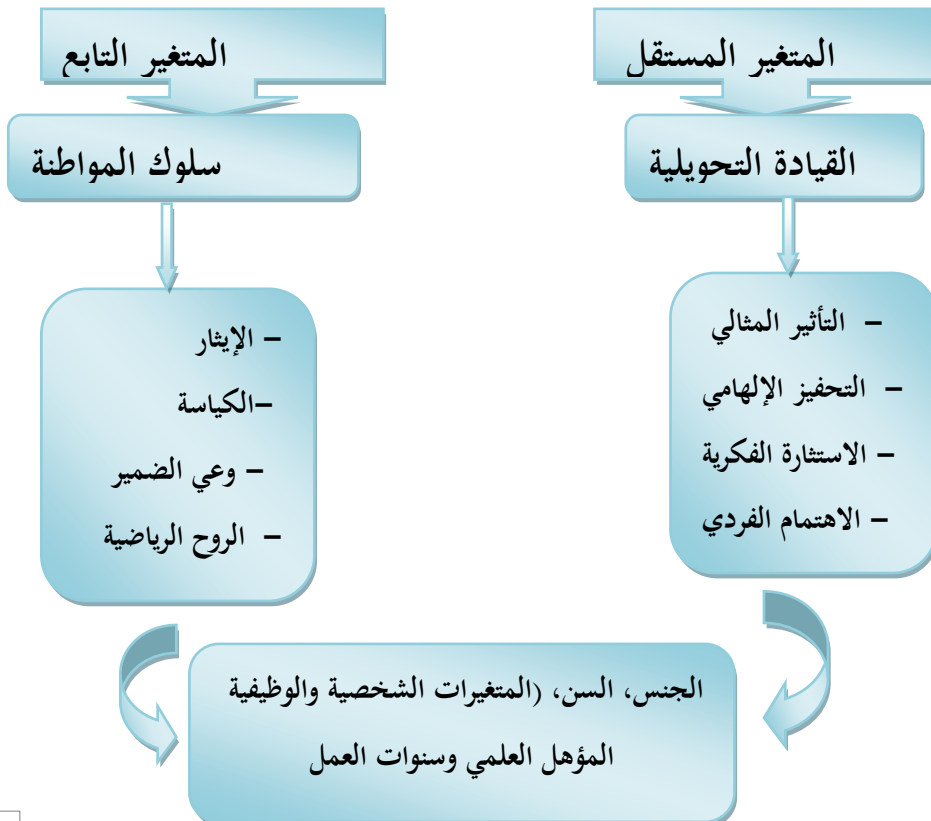 المتغير المستقل
القيادة التحويلية
– التأثير المثالي
– التحفيز الإلهامي
– الاستثارة الفكرية
– الاهتمام الفردي
المتغير التابع
سلوك المواطنة
– الإيثار
–الكياسة
– وعي الضمير
– الروح الرياضية
الجنس، السن، (المتغيرات الشخصية والوظيفية
المؤهل العلمي وسنوات العمل